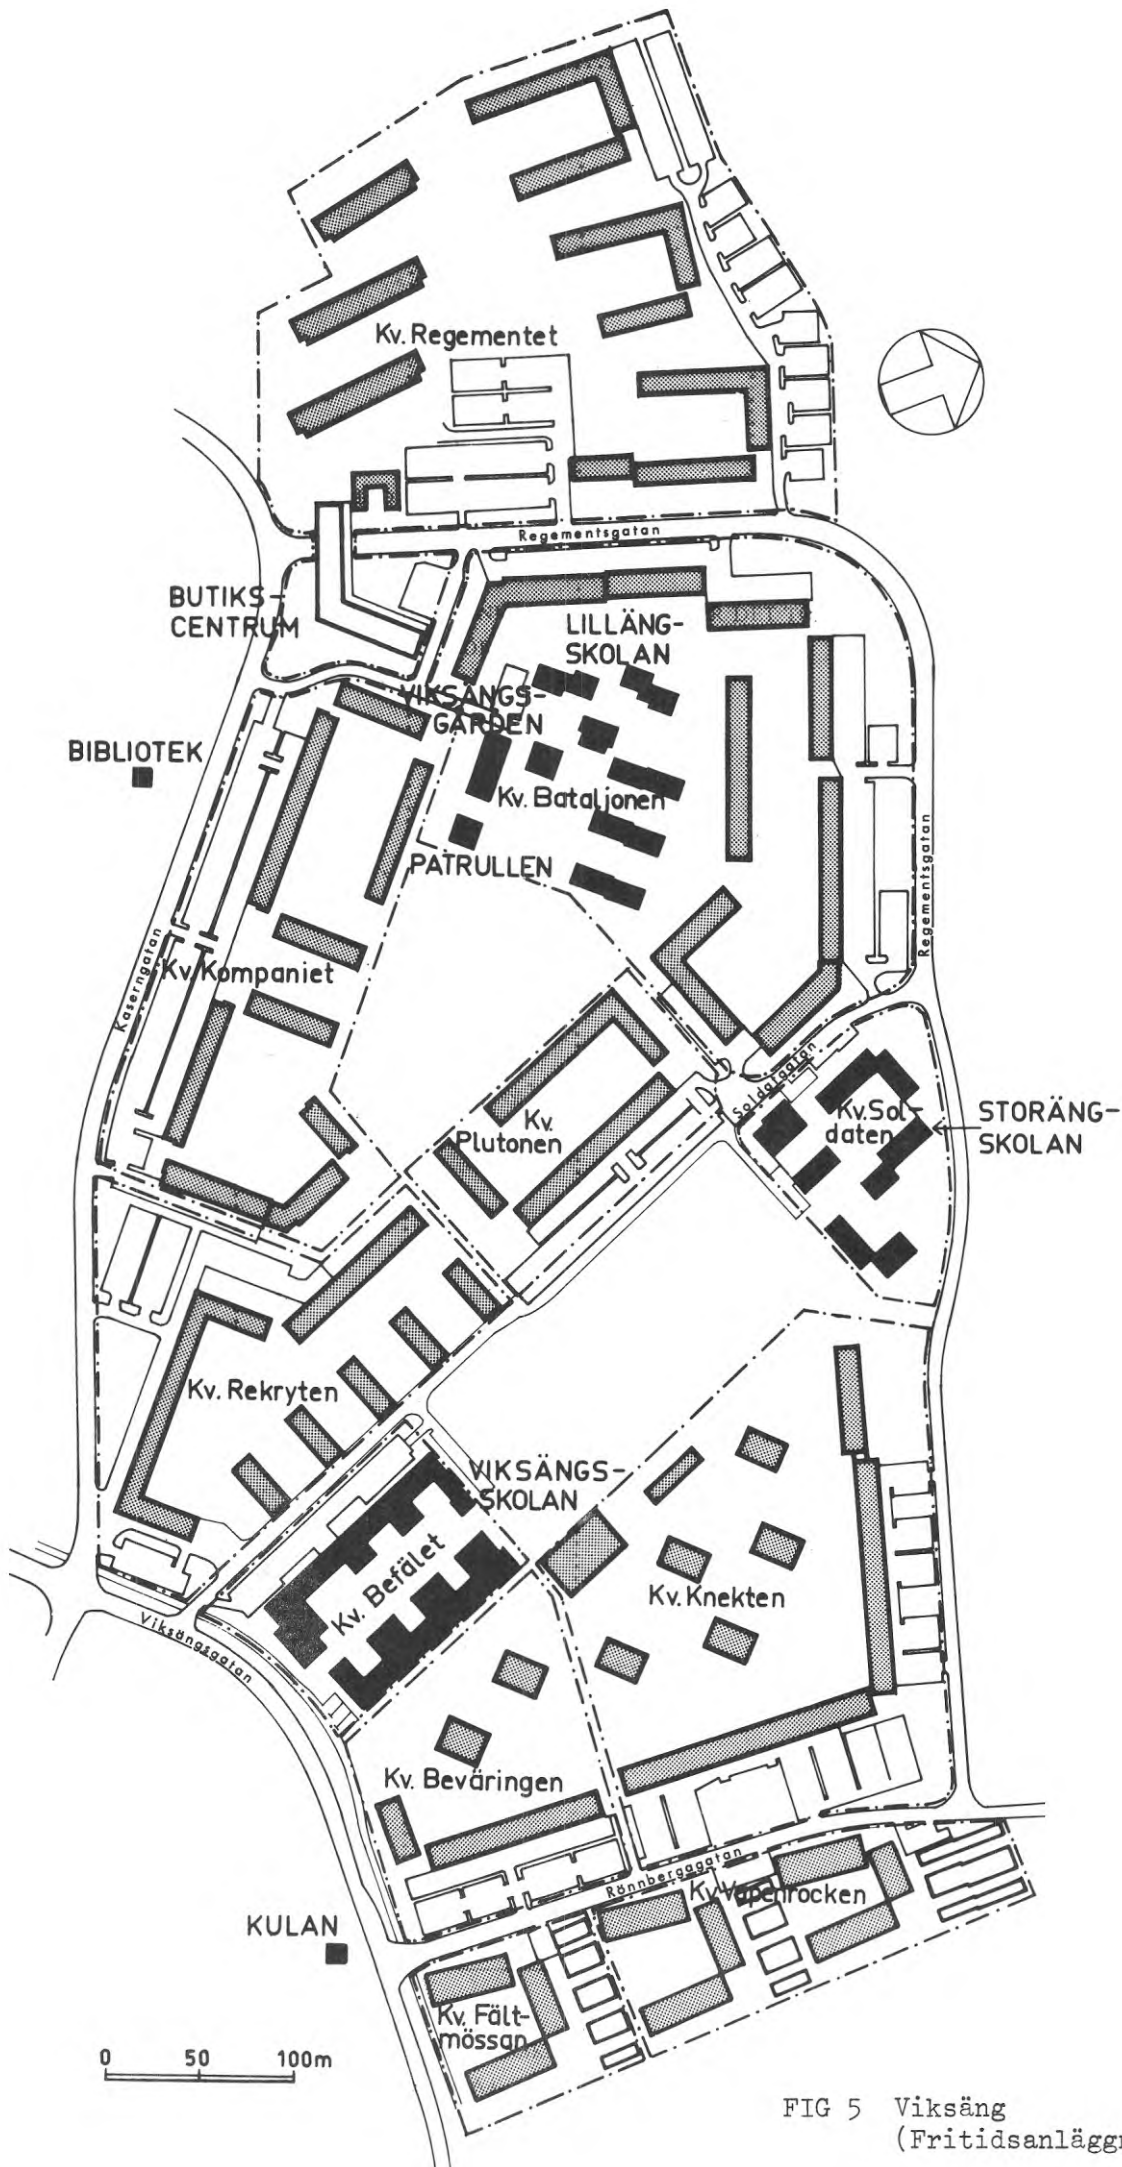 Kv. Regementet
Regementsgatan
BUTIKS-
CENTRUM
LILLÄNG-
SKOLAN
VIKSÄNGS-
GÅRDEN
BIBLIOTEK
Kv. Bataljonen
PATRULLEN
Regementsgatan
Kaserngatan
Kv. Kompaniet
Soldatgatan
Kv.
Plutonen
Kv. Sol-
daten
STORÄNG-
SKOLAN
Kv. Rekryten
VIKSÄNGS-
SKOLAN
Kv. Befälet
Kv. Knekten
Viksängsgatan
Kv. Beväringen
Rönnbergagatan
Kv. Vapenrocken
KULAN
Kv. Fält-
mössan
0 50 100m
FIG 5 Viksäng
(Fritidsanläggn